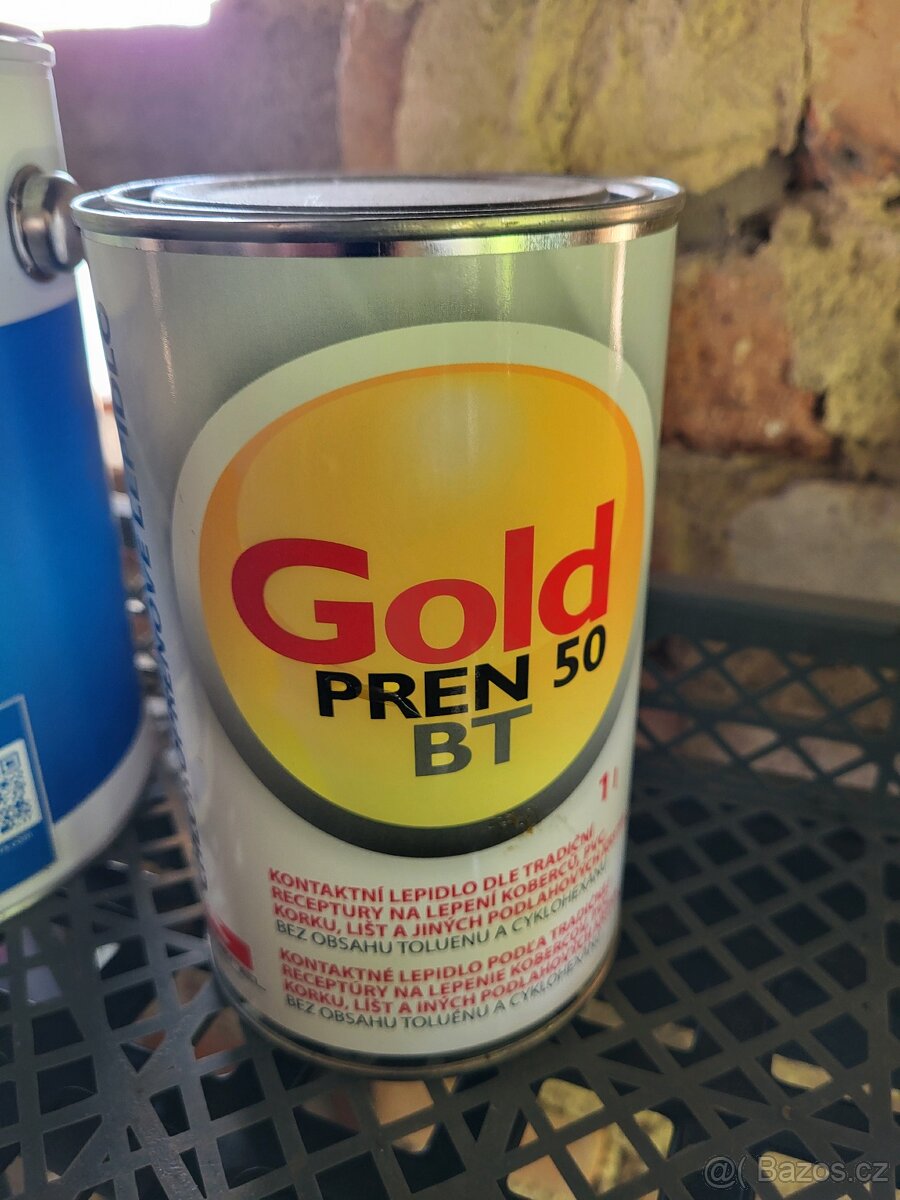 Gold
PREN 50
BT
1 l
KONTAKTNÍ LEPIDLO DLE TRADIČNÍ
RECEPTURY NA LEPENÍ KOBERCŮ, PVC,
KORKU, LIŠT A JINÝCH PODLAHOVÝCH
BEZ OBSAHU TOLUENU A CYKLOHEXANU
KONTAKTNÉ LEPIDLO PODĽA TRADIČNEJ
RECEPTÚRY NA LEPENIE KOBERCOV,
KORKU, LÍŠT A INÝCH PODLAHOVÝCH
BEZ OBSAHU TOLUÉNU A CYKLOHEXÁNU
@( Bazos.cz